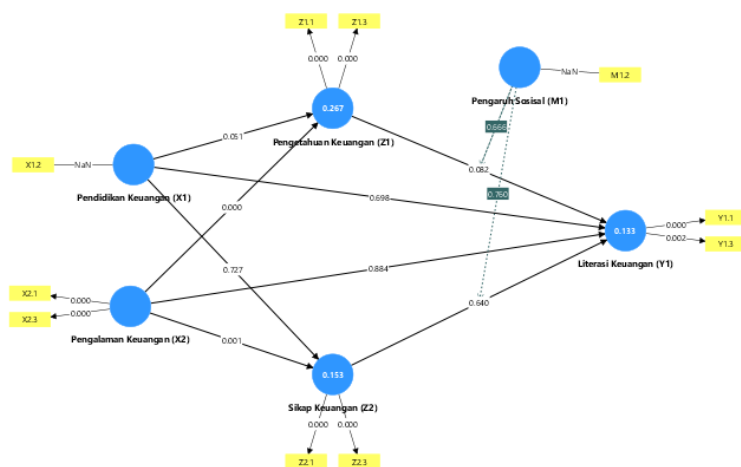 Z1.1
Z1.3
0.000
0.000
0.267
Pengetahuan Keuangan (Z1)
NaN
M1.2
Pengaruh Sosisal (M1)
0.666
0.760
X1.2
NaN
Pendidikan Keuangan (X1)
0.051
0.082
0.698
0.000
0.727
0.884
0.640
0.001
0.133
Literasi Keuangan (Y1)
0.000
Y1.1
0.002
Y1.3
X2.1
0.000
X2.3
0.000
Pengalaman Keuangan (X2)
0.153
Sikap Keuangan (Z2)
0.000
0.000
Z2.1
Z2.3